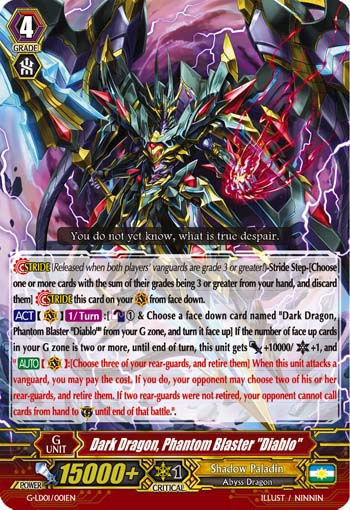 4
GRADE
You do not yet know, what is true despair.
STRIDE (Released when both players' vanguards are grade 3 or greater!)-Stride Step-[Choose
one or more cards with the sum of their grades being 3 or greater from your hand, and discard
them] STRIDE this card on your from face down.
ACT 1/Turn :[ 1 & Choose a face down card named "Dark Dragon,
Phantom Blaster "Diablo"" from your G zone, and turn it face up] If the number of face up cards
in your G zone is two or more, until end of turn, this unit gets +10000/ +1, and
" AUTO :[Choose three of your rear-guards, and retire them] When this unit attacks a
vanguard, you may pay the cost. If you do, your opponent may choose two of his or her
rear-guards, and retire them. If two rear-guards were not retired, your opponent cannot call
cards from hand to until end of that battle.".
G
UNIT
Dark Dragon, Phantom Blaster "Diablo"
POWER
15000+
1
CRITICAL
Shadow Paladin
Abyss Dragon
G-LD01/001EN
ILLUST / NINNIN